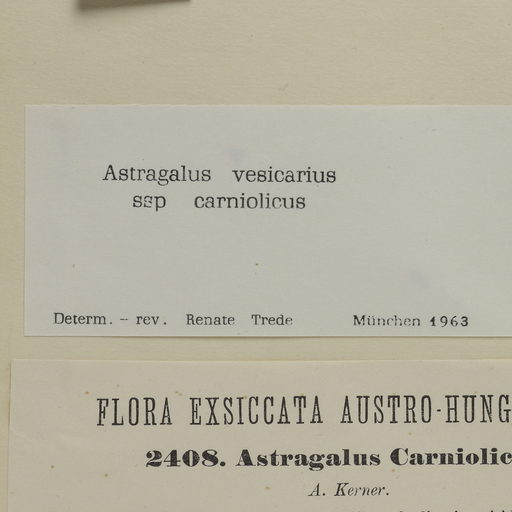 Astragalus vesicarius
ssp carniolicus
Determ. - rev. Renate Trede München 1963
FLORA EXSICCATA AUSTRO-HUNG
2408. Astragalus Carniolic
A. Kerner.